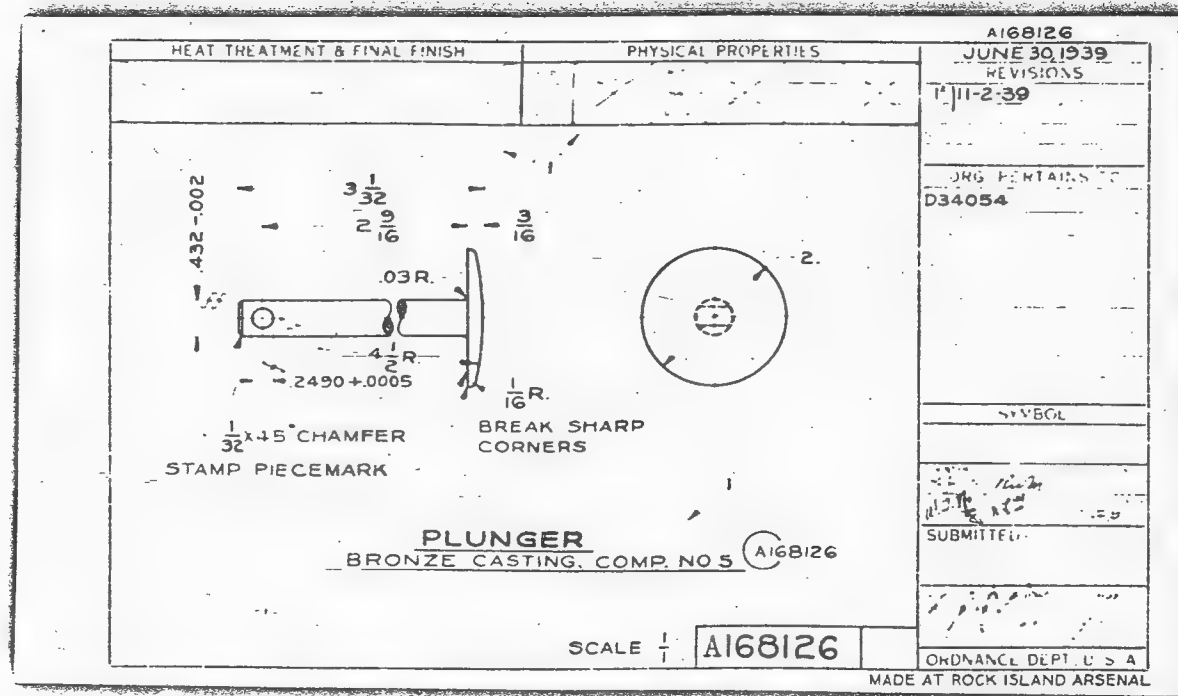 A168126
HEAT TREATMENT & FINAL FINISH
PHYSICAL PROPERTIES
JUNE 30,1939
REVISIONS
11-2-39
PERTAINS TO
D34054
3 1/32
2 9/16
3/16
.432-.002
.03 R.
2.
4 1/2 R.
.2490+.0005
1/16 R.
1/32 x 45° CHAMFER
BREAK SHARP
CORNERS
STAMP PIECEMARK
1
1
PLUNGER
BRONZE CASTING, COMP. NO 5
A168126
SYMBOL
SUBMITTED
SCALE 1/1
A168126
ORDNANCE DEPT. U S A
MADE AT ROCK ISLAND ARSENAL